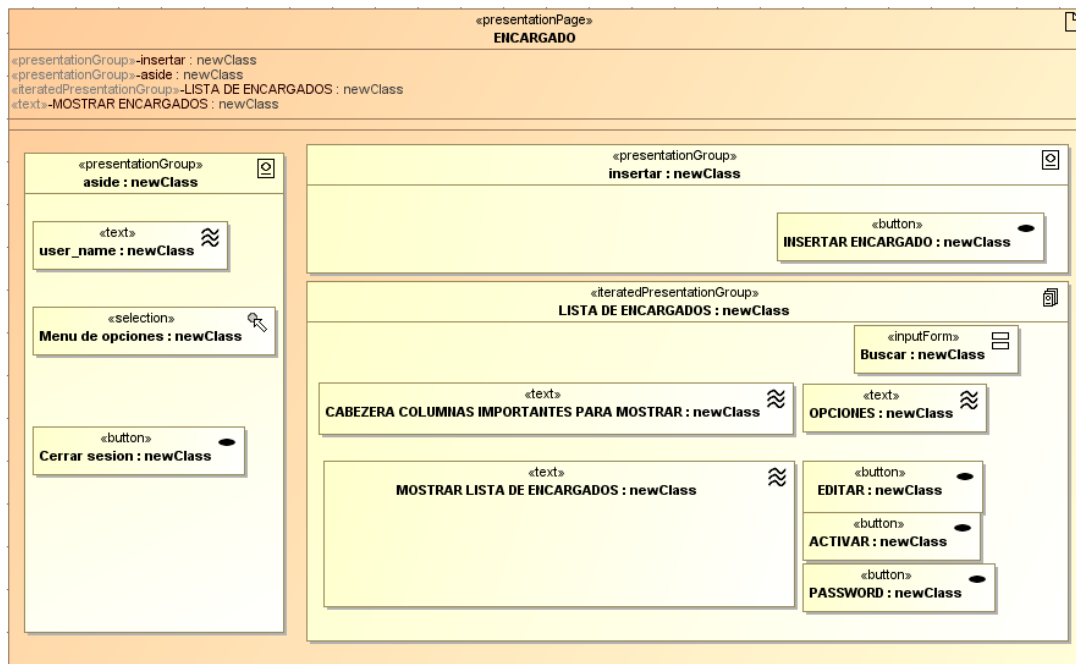 «presentationPage»
ENCARGADO
«presentationGroup»-insertar : newClass
«presentationGroup»-aside : newClass
«iteratedPresentationGroup»-LISTA DE ENCARGADOS : newClass
«text»-MOSTRAR ENCARGADOS : newClass
«presentationGroup»
aside : newClass
«text»
user_name : newClass
«selection»
Menu de opciones : newClass
«button»
Cerrar sesion : newClass
«presentationGroup»
insertar : newClass
«button»
INSERTAR ENCARGADO : newClass
«iteratedPresentationGroup»
LISTA DE ENCARGADOS : newClass
«inputForm»
Buscar : newClass
«text»
CABEZERA COLUMNAS IMPORTANTES PARA MOSTRAR : newClass
«text»
OPCIONES : newClass
«text»
MOSTRAR LISTA DE ENCARGADOS : newClass
«button»
EDITAR : newClass
«button»
ACTIVAR : newClass
«button»
PASSWORD : newClass